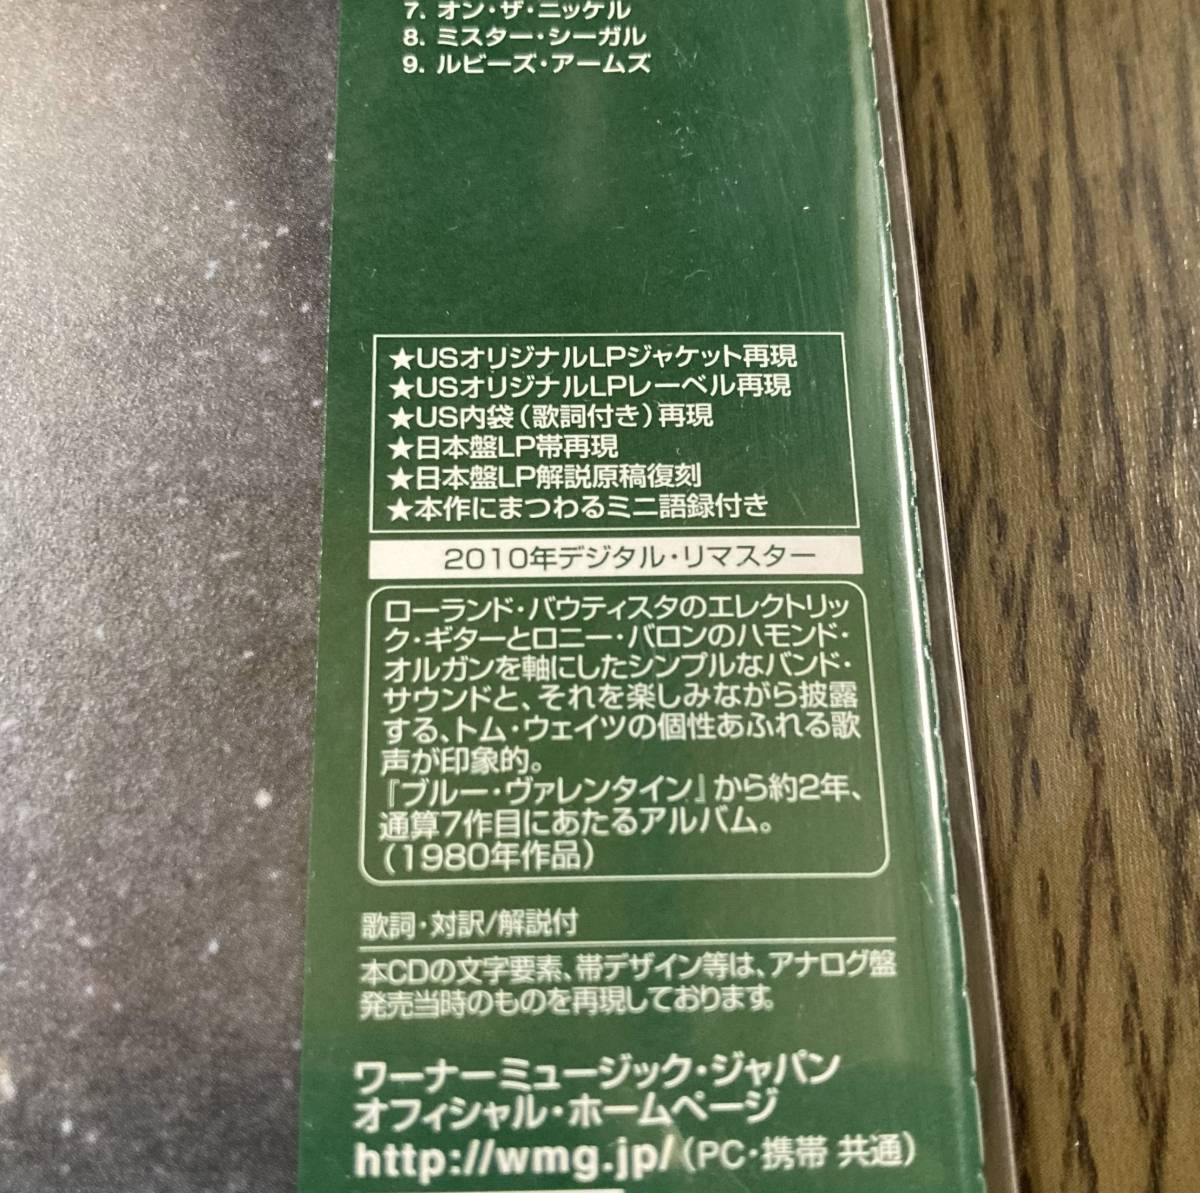 7. オン・ザ・ニッケル
8. ミスター・シーガル
9. ルビーズ・アームズ
★USオリジナルLPジャケット再現
★USオリジナルLPレーベル再現
★US内袋(歌詞付き)再現
★日本盤LP帯再現
★日本盤LP解説原稿復刻
★本作にまつわるミニ語録付き
2010年デジタル・リマスター
ローランド・バウティスタのエレクトリッ
ク・ギターとロニー・バロンのハモンド・
オルガンを軸にしたシンプルなバンド・
サウンドと、それを楽しみながら披露
する、トム・ウェイツの個性あふれる歌
声が印象的。
『ブルー・ヴァレンタイン』から約2年、
通算7作目にあたるアルバム。
(1980年作品)
歌詞・対訳/解説付
本CDの文字要素、帯デザイン等は、アナログ盤
発売当時のものを再現しております。
ワーナーミュージック・ジャパン
オフィシャル・ホームページ
http://wmg.jp/(PC・携帯 共通)